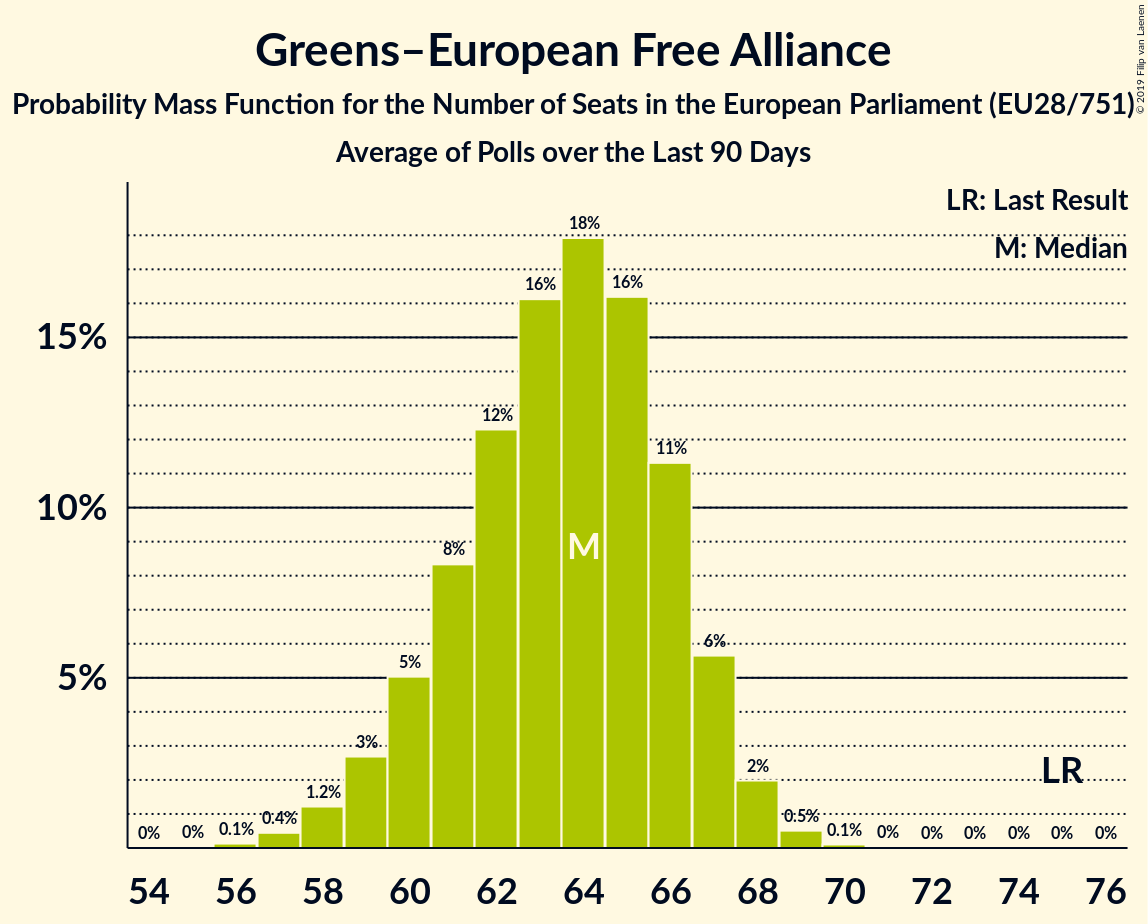 Greens–European Free Alliance
Probability Mass Function for the Number of Seats in the European Parliament (EU28/751)
Average of Polls over the Last 90 Days
© 2019 Filip van Laenen
LR: Last Result
M: Median
15%
10%
5%
0%
0%
0.1%
0.4%
1.2%
3%
5%
8%
12%
16%
18%
16%
11%
6%
2%
0.5%
0.1%
0%
0%
0%
0%
0%
0%
M
LR
54 56 58 60 62 64 66 68 70 72 74 76